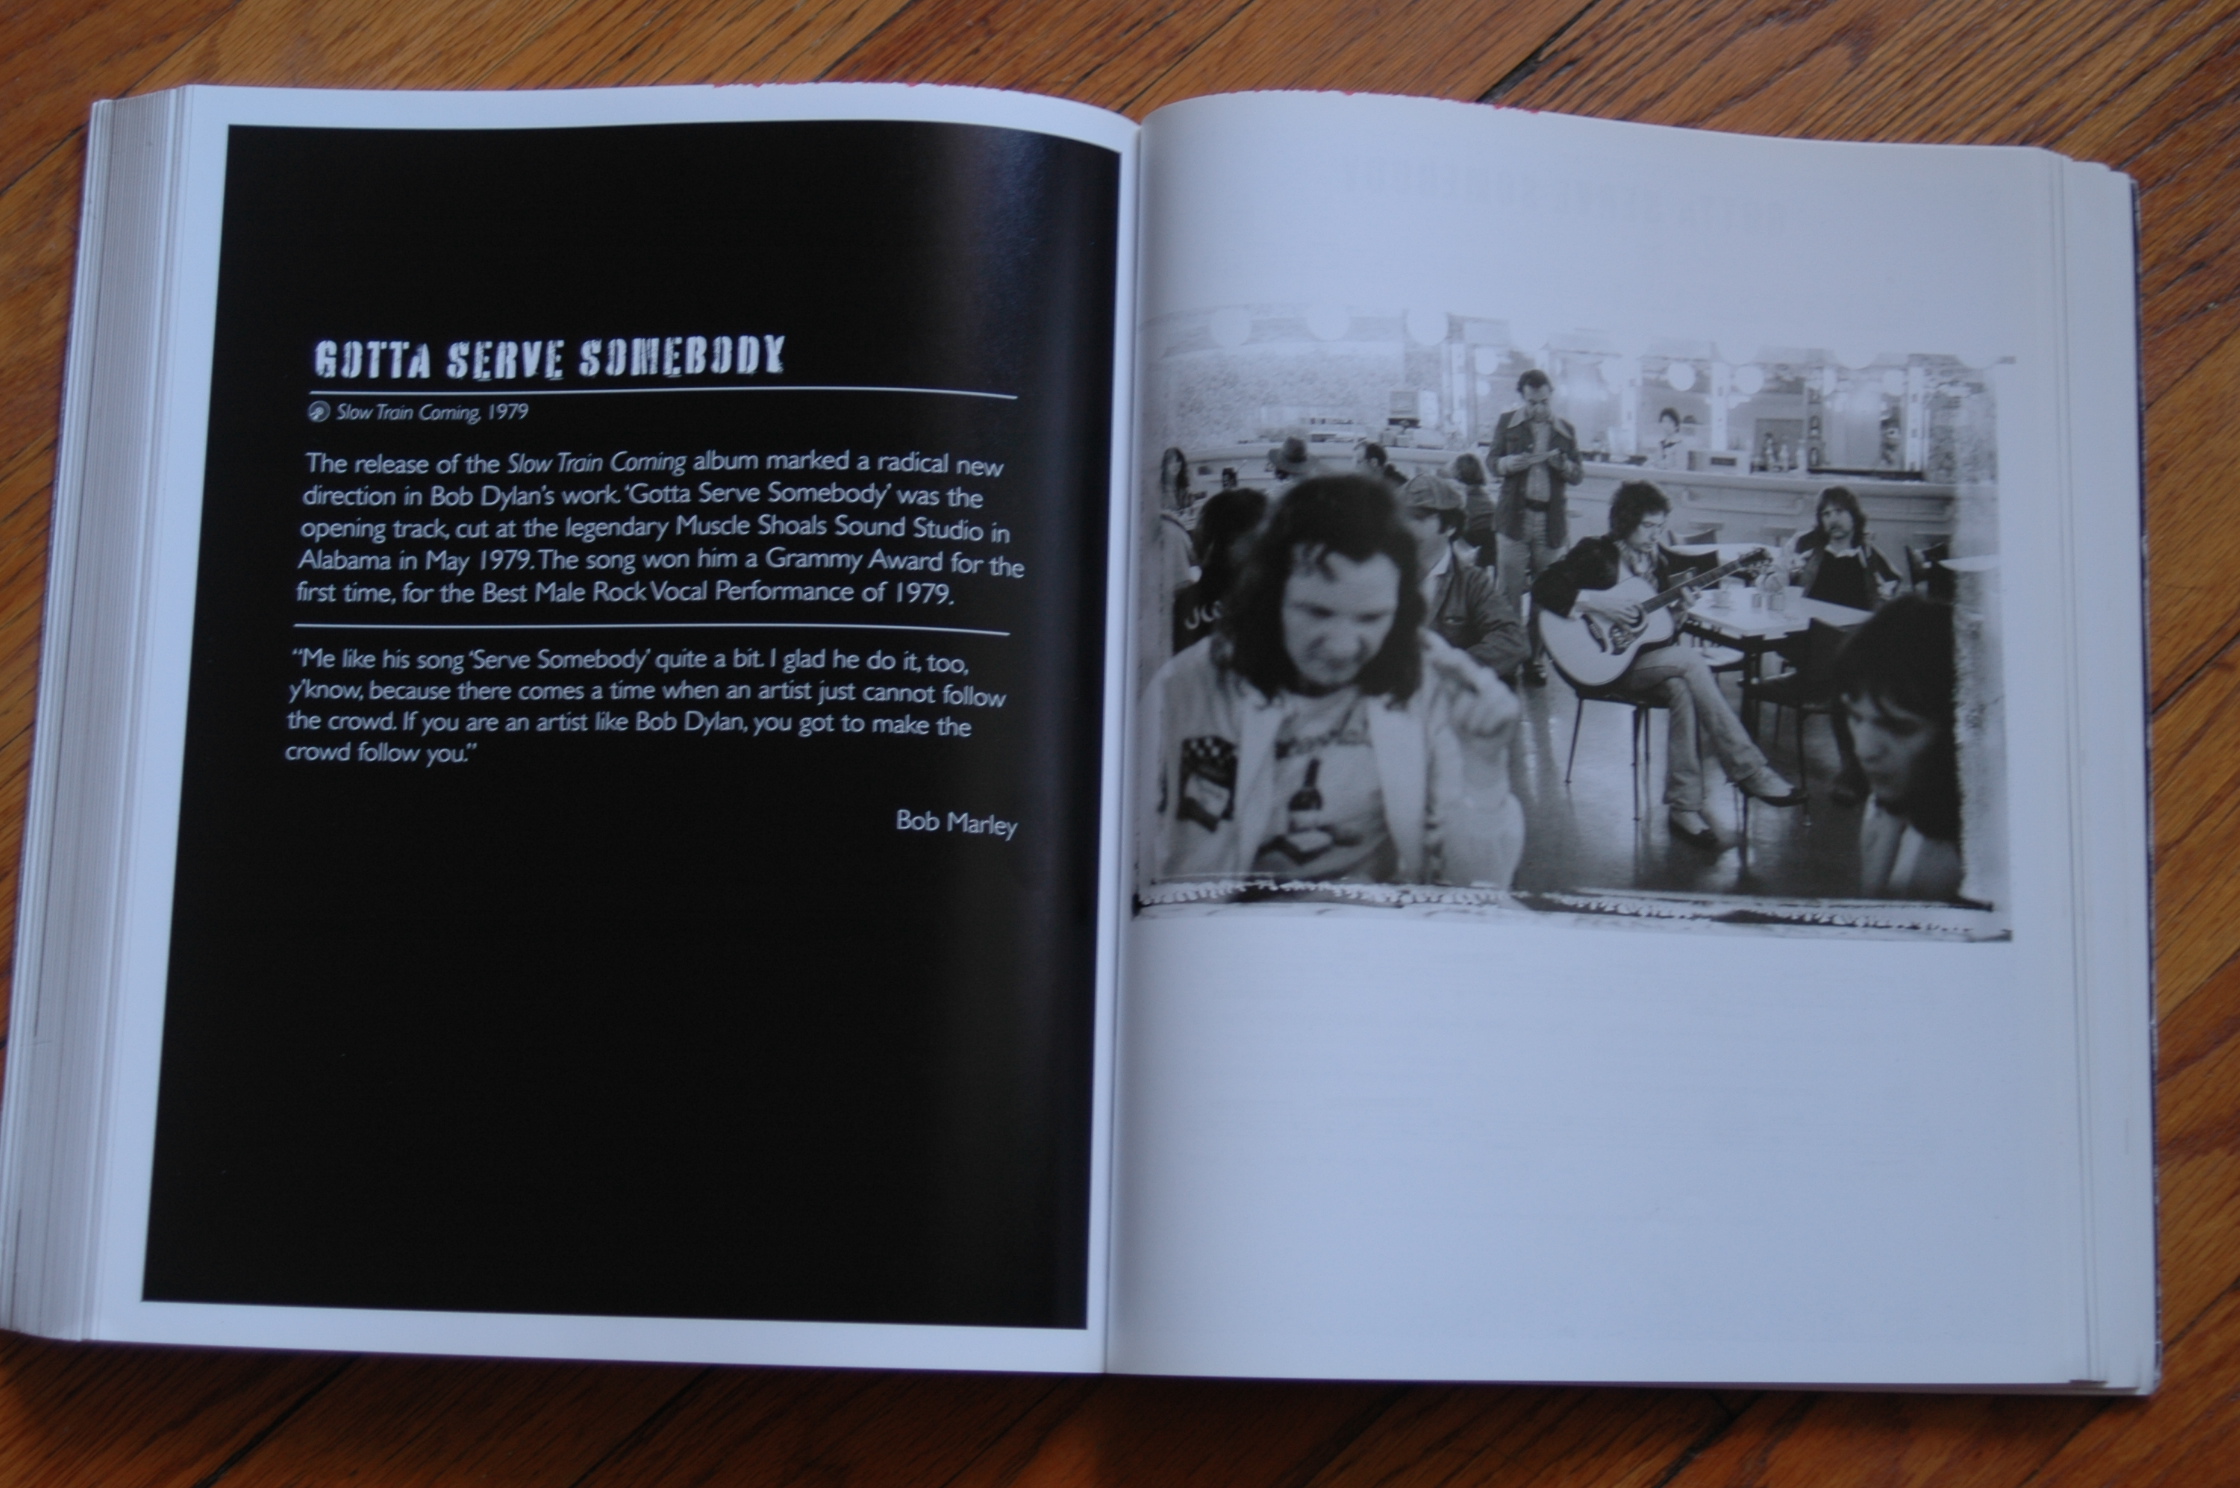 GOTTA SERVE SOMEBODY
Slow Train Coming, 1979
The release of the Slow Train Coming album marked a radical new
direction in Bob Dylan's work. 'Gotta Serve Somebody' was the
opening track, cut at the legendary Muscle Shoals Sound Studio in
Alabama in May 1979. The song won him a Grammy Award for the
first time, for the Best Male Rock Vocal Performance of 1979.
"Me like his song 'Serve Somebody' quite a bit. I glad he do it, too,
y'know, because there comes a time when an artist just cannot follow
the crowd. If you are an artist like Bob Dylan, you got to make the
crowd follow you."
Bob Marley